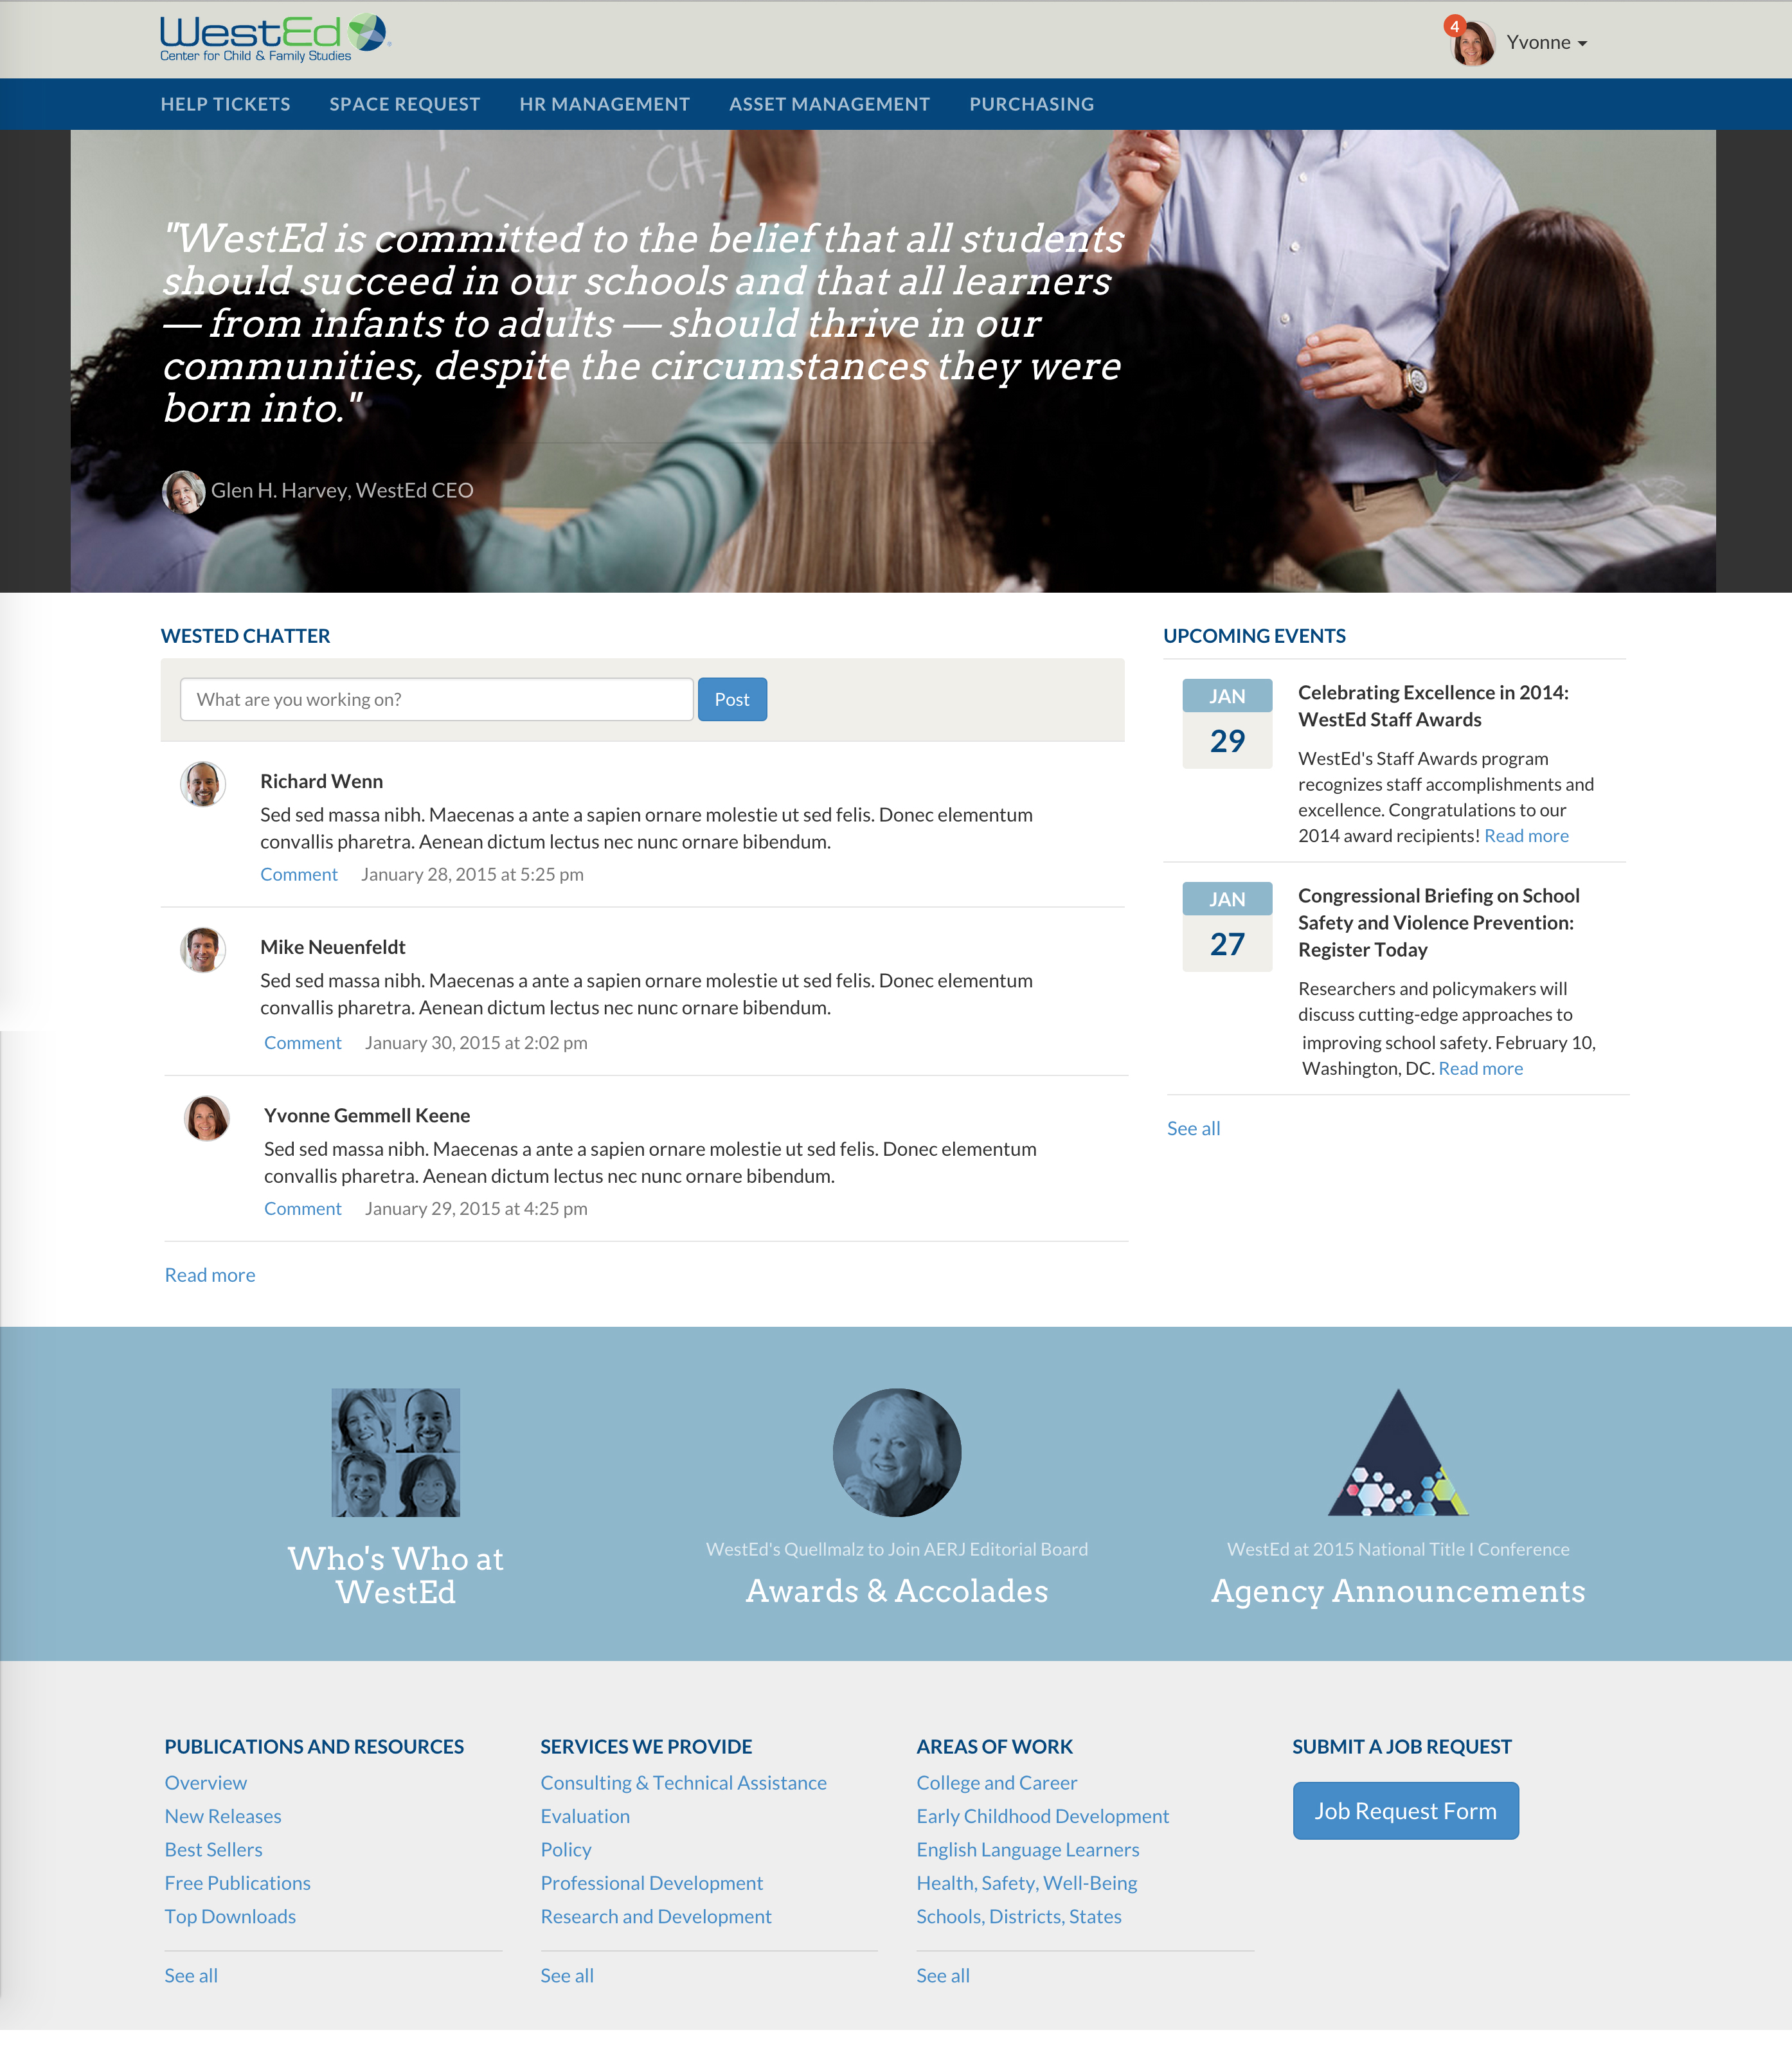 WestEd
Center for Child & Family Studies
4
Yvonne
HELP TICKETS SPACE REQUEST HR MANAGEMENT ASSET MANAGEMENT PURCHASING
H₂C
CH
"WestEd is committed to the belief that all students
should succeed in our schools and that all learners
— from infants to adults — should thrive in our
communities, despite the circumstances they were
born into."
Glen H. Harvey, WestEd CEO
WESTED CHATTER
What are you working on?
Post
Richard Wenn
Sed sed massa nibh. Maecenas a ante a sapien ornare molestie ut sed felis. Donec elementum
convallis pharetra. Aenean dictum lectus nec nunc ornare bibendum.
Comment January 28, 2015 at 5:25 pm
Mike Neuenfeldt
Sed sed massa nibh. Maecenas a ante a sapien ornare molestie ut sed felis. Donec elementum
convallis pharetra. Aenean dictum lectus nec nunc ornare bibendum.
Comment January 30, 2015 at 2:02 pm
Yvonne Gemmell Keene
Sed sed massa nibh. Maecenas a ante a sapien ornare molestie ut sed felis. Donec elementum
convallis pharetra. Aenean dictum lectus nec nunc ornare bibendum.
Comment January 29, 2015 at 4:25 pm
Read more
UPCOMING EVENTS
JAN
29
Celebrating Excellence in 2014:
WestEd Staff Awards
WestEd's Staff Awards program
recognizes staff accomplishments and
excellence. Congratulations to our
2014 award recipients! Read more
JAN
27
Congressional Briefing on School
Safety and Violence Prevention:
Register Today
Researchers and policymakers will
discuss cutting-edge approaches to
improving school safety. February 10,
Washington, DC. Read more
See all
Who's Who at
WestEd
WestEd's Quellmalz to Join AERJ Editorial Board
Awards & Accolades
WestEd at 2015 National Title I Conference
Agency Announcements
PUBLICATIONS AND RESOURCES
Overview
New Releases
Best Sellers
Free Publications
Top Downloads
See all
SERVICES WE PROVIDE
Consulting & Technical Assistance
Evaluation
Policy
Professional Development
Research and Development
See all
AREAS OF WORK
College and Career
Early Childhood Development
English Language Learners
Health, Safety, Well-Being
Schools, Districts, States
See all
SUBMIT A JOB REQUEST
Job Request Form